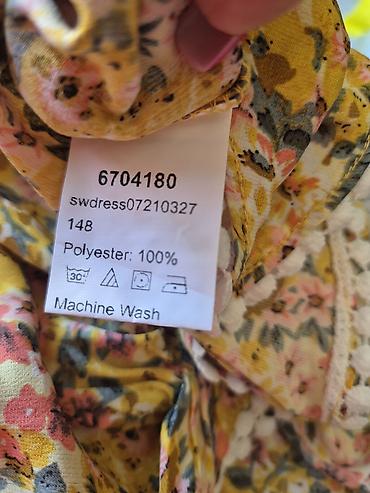 6704180
swdress07210327
148
Polyester: 100%
30°
Machine Wash